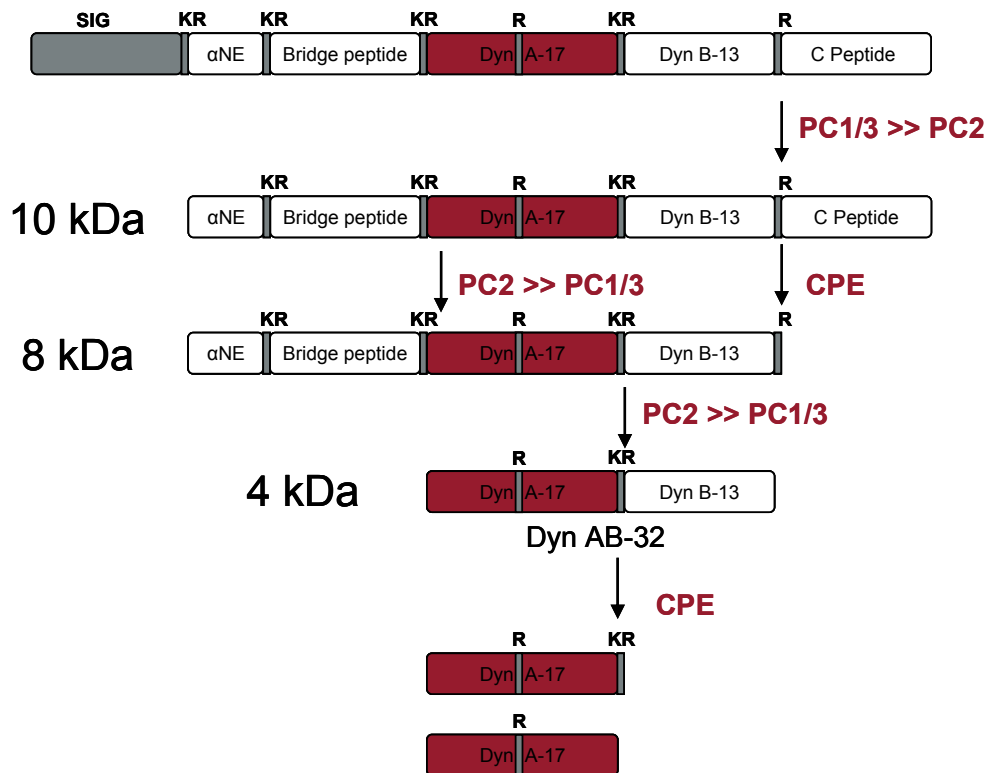 SIG KR KR KR R KR R
αNE Bridge peptide Dyn A-17 Dyn B-13 C Peptide
PC1/3 >> PC2
KR KR R KR R
10 kDa αNE Bridge peptide Dyn A-17 Dyn B-13 C Peptide
PC2 >> PC1/3 CPE
KR KR R KR R
8 kDa αNE Bridge peptide Dyn A-17 Dyn B-13
PC2 >> PC1/3
R KR
4 kDa Dyn A-17 Dyn B-13
Dyn AB-32
CPE
R KR
Dyn A-17
R
Dyn A-17